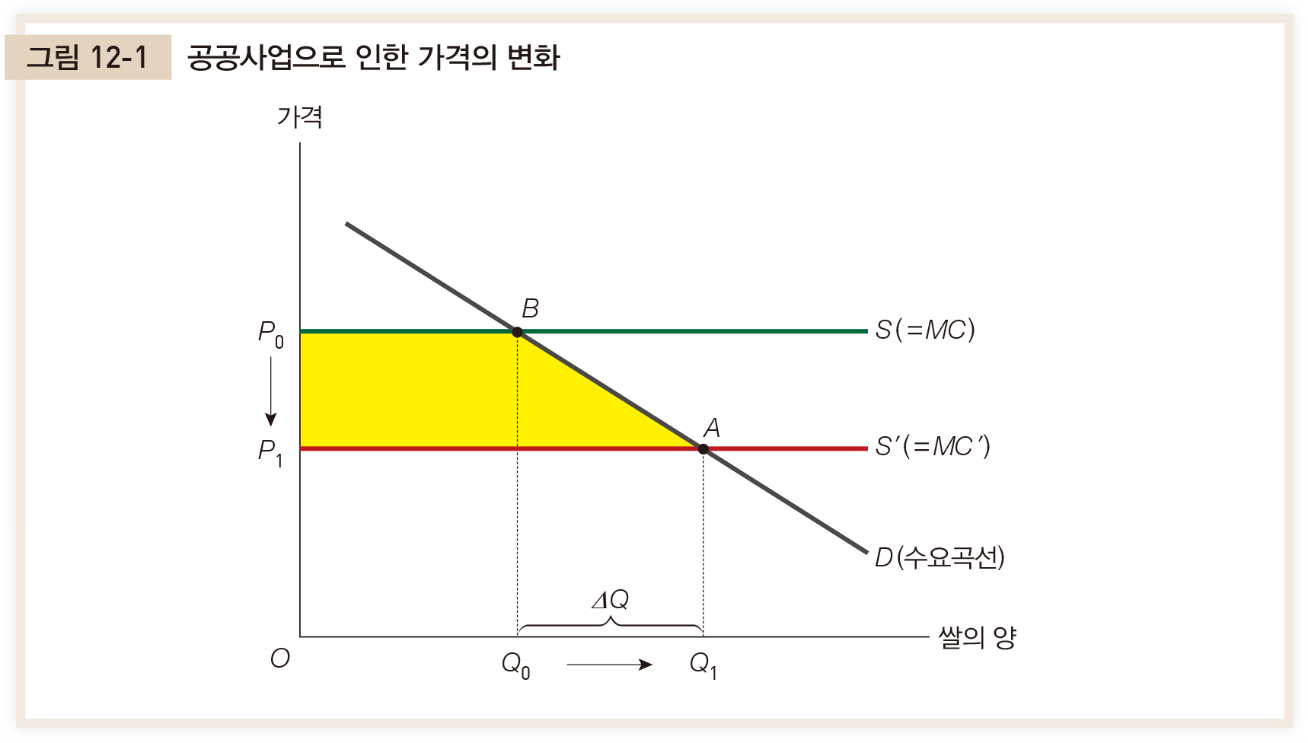 그림 12-1 공공사업으로 인한 가격의 변화
가격
B
P0
S(=MC)
A
P1
S′(=MC′)
D(수요곡선)
ΔQ
쌀의 양
O
Q0
Q1